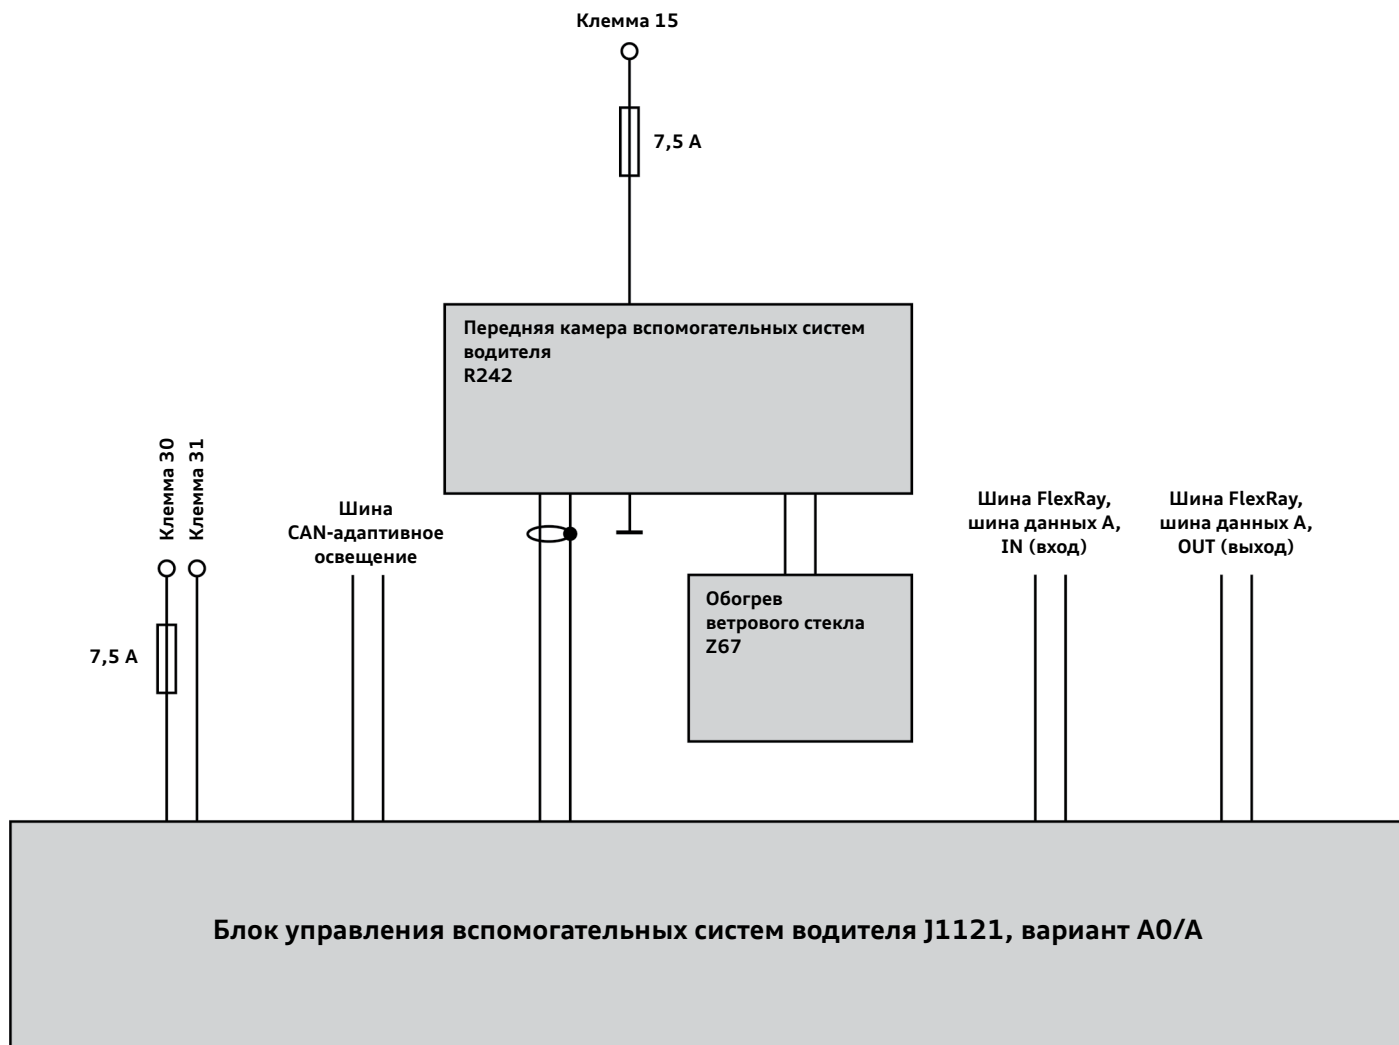 Клемма 15
7,5 A
Передняя камера вспомогательных систем
водителя
R242
Клемма 30
Клемма 31
Шина
CAN-адаптивное
освещение
Шина FlexRay,
шина данных A,
IN (вход)
Шина FlexRay,
шина данных A,
OUT (выход)
Обогрев
ветрового стекла
Z67
7,5 A
Блок управления вспомогательных систем водителя J1121, вариант A0/A